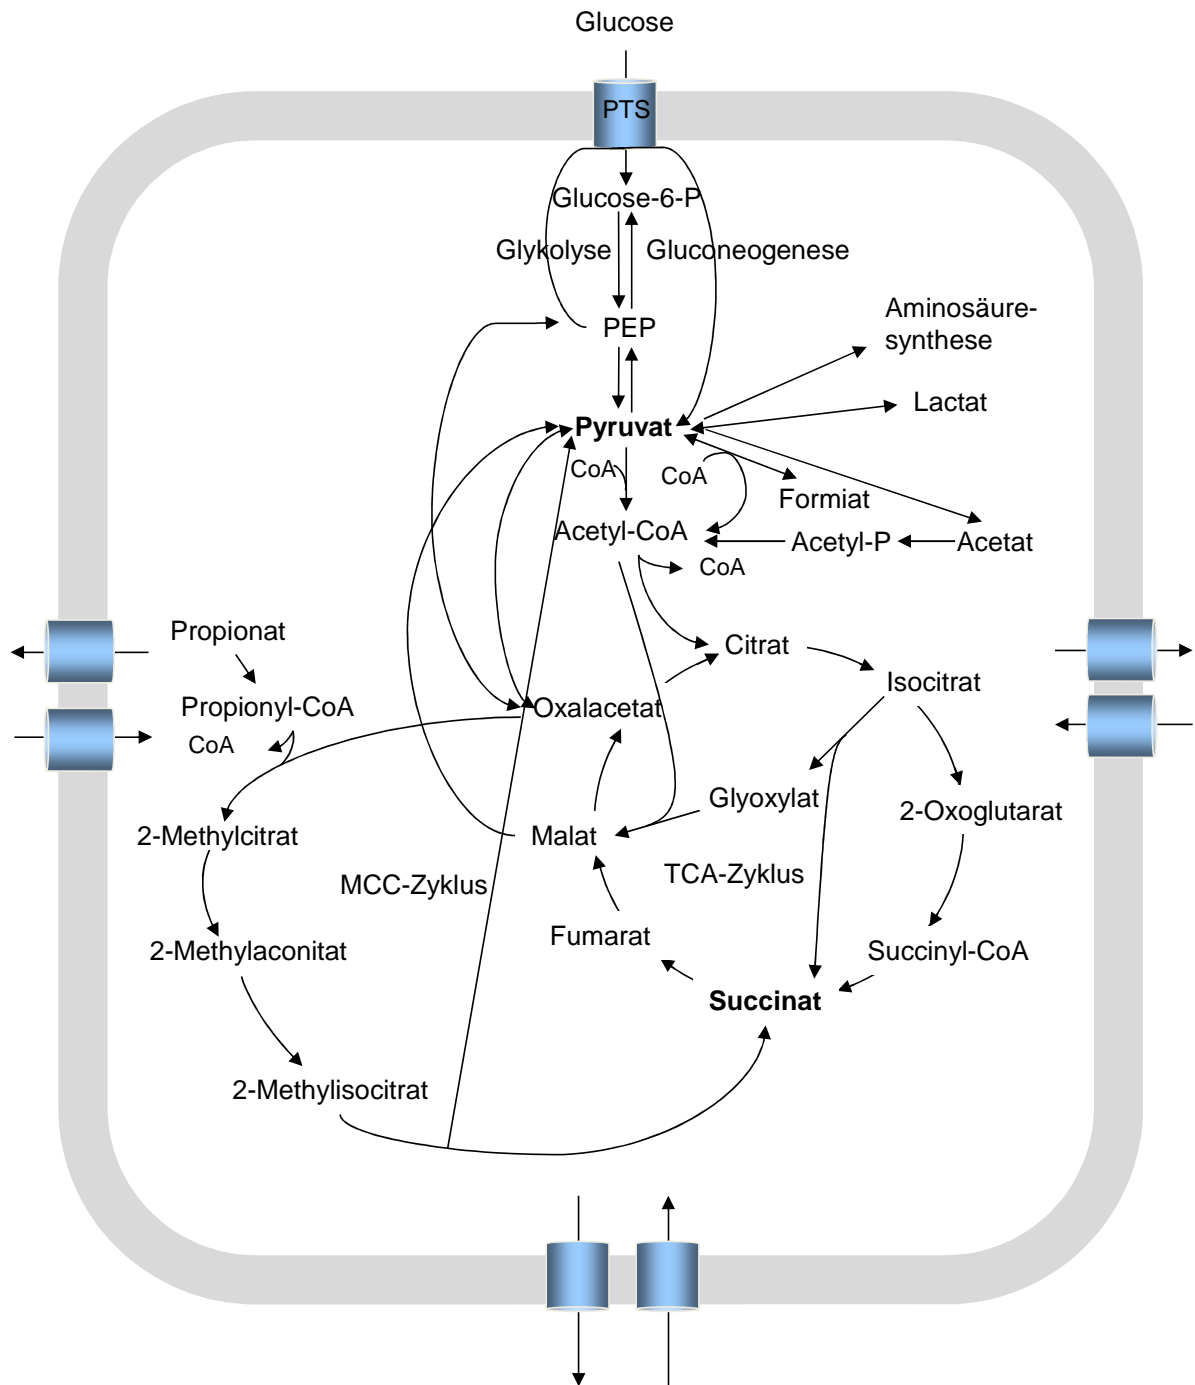 Glucose
PTS
Glucose-6-P
Glykolyse
Gluconeogenese
PEP
Aminosäure-
synthese
Lactat
Pyruvat
CoA
CoA
Formiat
Acetyl-CoA
Acetyl-P
Acetat
CoA
Propionat
Citrat
Isocitrat
Propionyl-CoA
Oxalacetat
CoA
Glyoxylat
2-Oxoglutarat
2-Methylcitrat
Malat
MCC-Zyklus
TCA-Zyklus
Fumarat
2-Methylaconitat
Succinyl-CoA
Succinat
2-Methylisocitrat